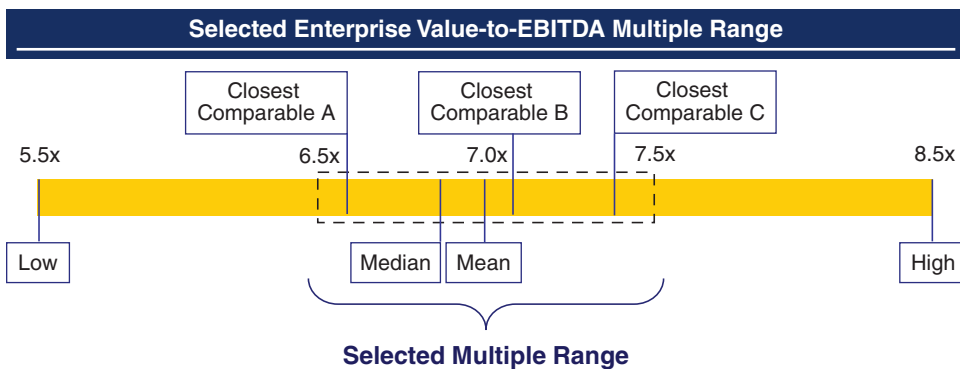 Selected Enterprise Value-to-EBITDA Multiple Range
Closest
Comparable A
Closest
Comparable B
Closest
Comparable C
5.5x
6.5x
7.0x
7.5x
8.5x
Low
Median
Mean
High
Selected Multiple Range